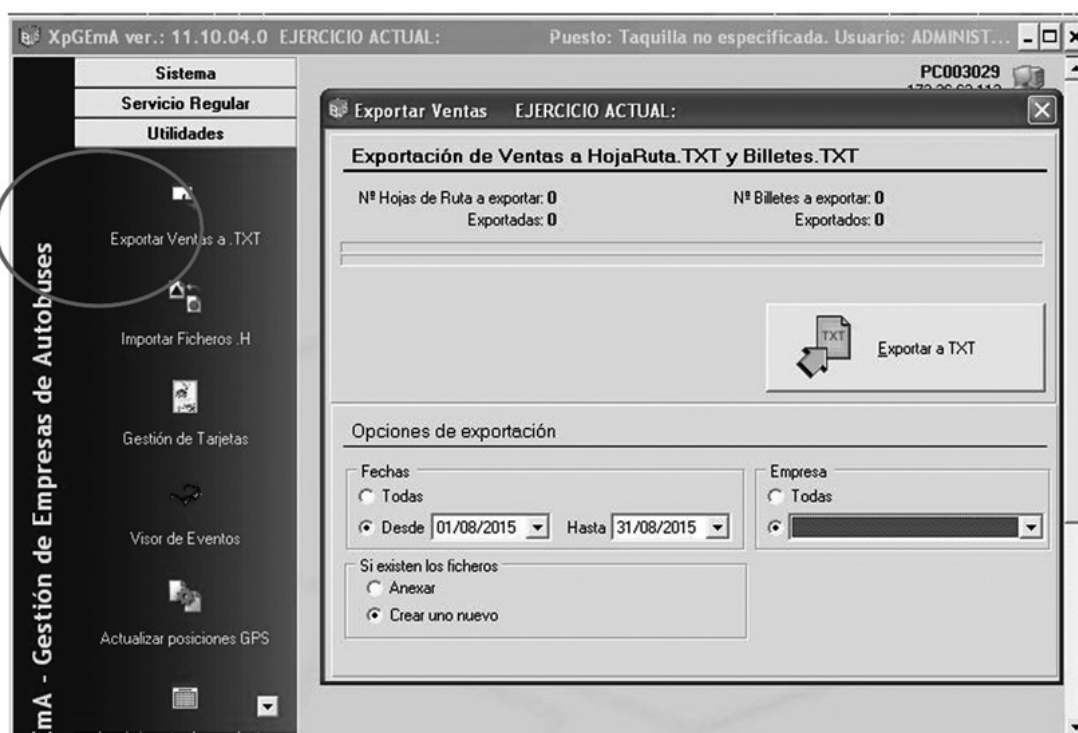 XpGEmA ver.: 11.10.04.0 EJERCICIO ACTUAL: Puesto: Taquilla no especificada. Usuario: ADMINIST...
Sistema
Servicio Regular
Utilidades
Exportar Ventas a .TXT
Importar Ficheros .H
Gestión de Tarjetas
Visor de Eventos
Actualizar posiciones GPS
EmA - Gestión de Empresas de Autobuses
PC003029
Exportar Ventas EJERCICIO ACTUAL:
Exportación de Ventas a HojaRuta.TXT y Billetes.TXT
Nº Hojas de Ruta a exportar: 0
Exportadas: 0
Nº Billetes a exportar: 0
Exportados: 0
TXT
Exportar a TXT
Opciones de exportación
Fechas
Todas
Desde 01/08/2015 Hasta 31/08/2015
Empresa
Todas
Si existen los ficheros
Anexar
Crear uno nuevo